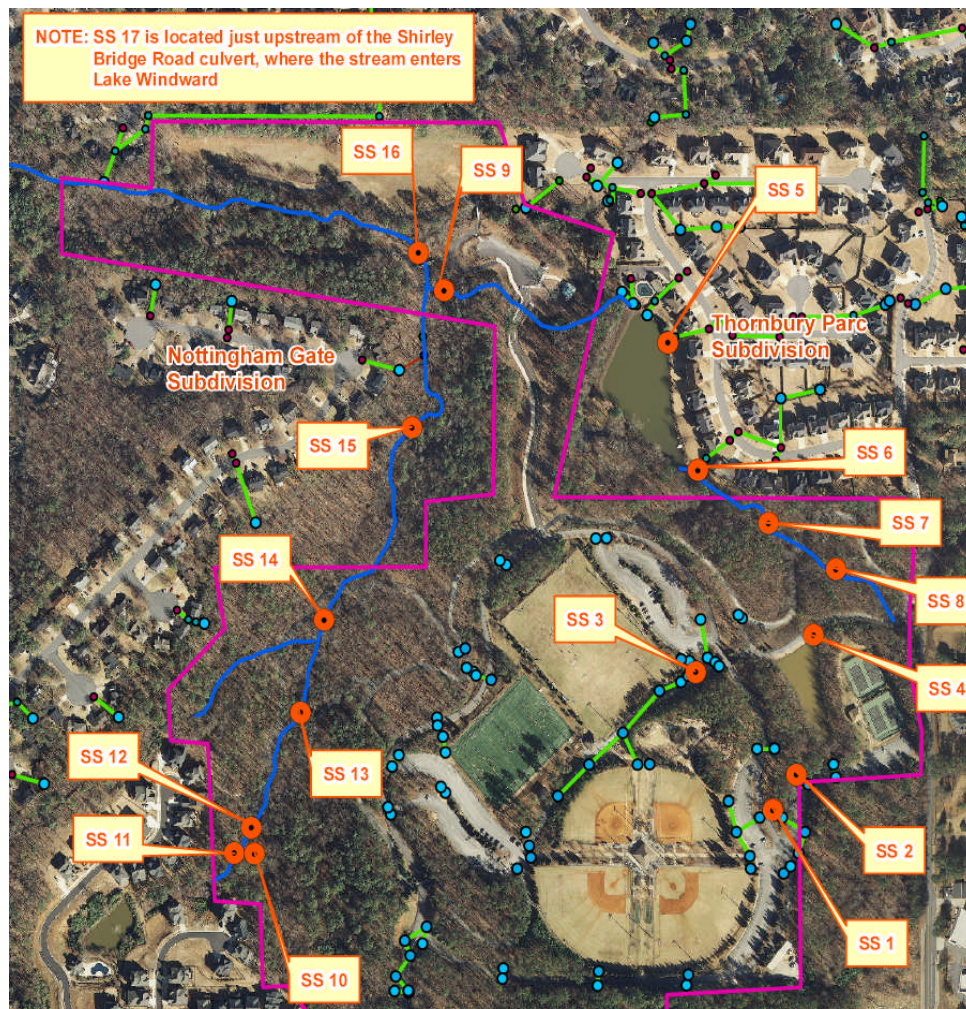 NOTE: SS 17 is located just upstream of the Shirley
Bridge Road culvert, where the stream enters
Lake Windward
SS 16
SS 9
SS 5
Thornbury Parc
Subdivision
Nottingham Gate
Subdivision
SS 15
SS 6
SS 7
SS 14
SS 8
SS 3
SS 4
SS 12
SS 13
SS 11
SS 2
SS 1
SS 10